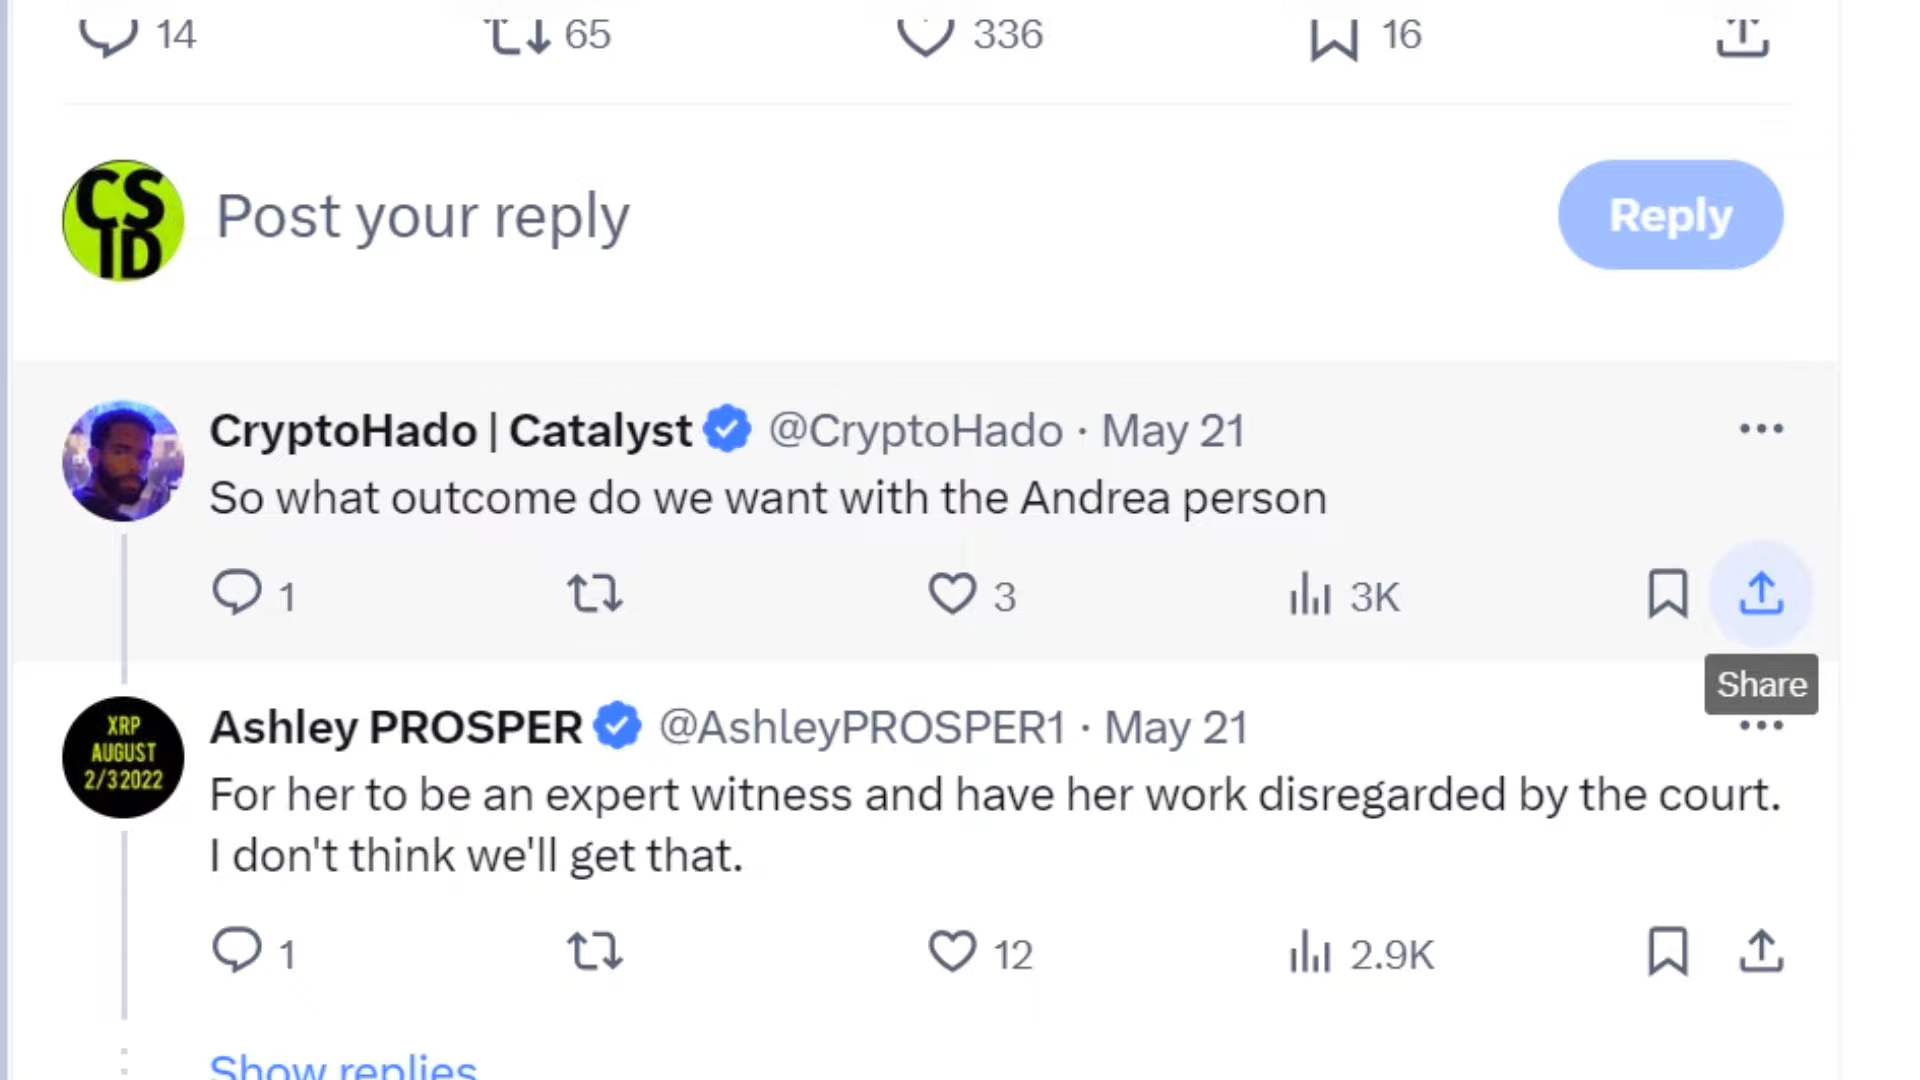 14 65 336 16
CS
ID
Post your reply
Reply
CryptoHado | Catalyst @CryptoHado · May 21
So what outcome do we want with the Andrea person
1 3 3K
Share
XRP
AUGUST
2/3 2022
Ashley PROSPER @AshleyPROSPER1 · May 21
For her to be an expert witness and have her work disregarded by the court.
I don't think we'll get that.
1 12 2.9K
Show replies